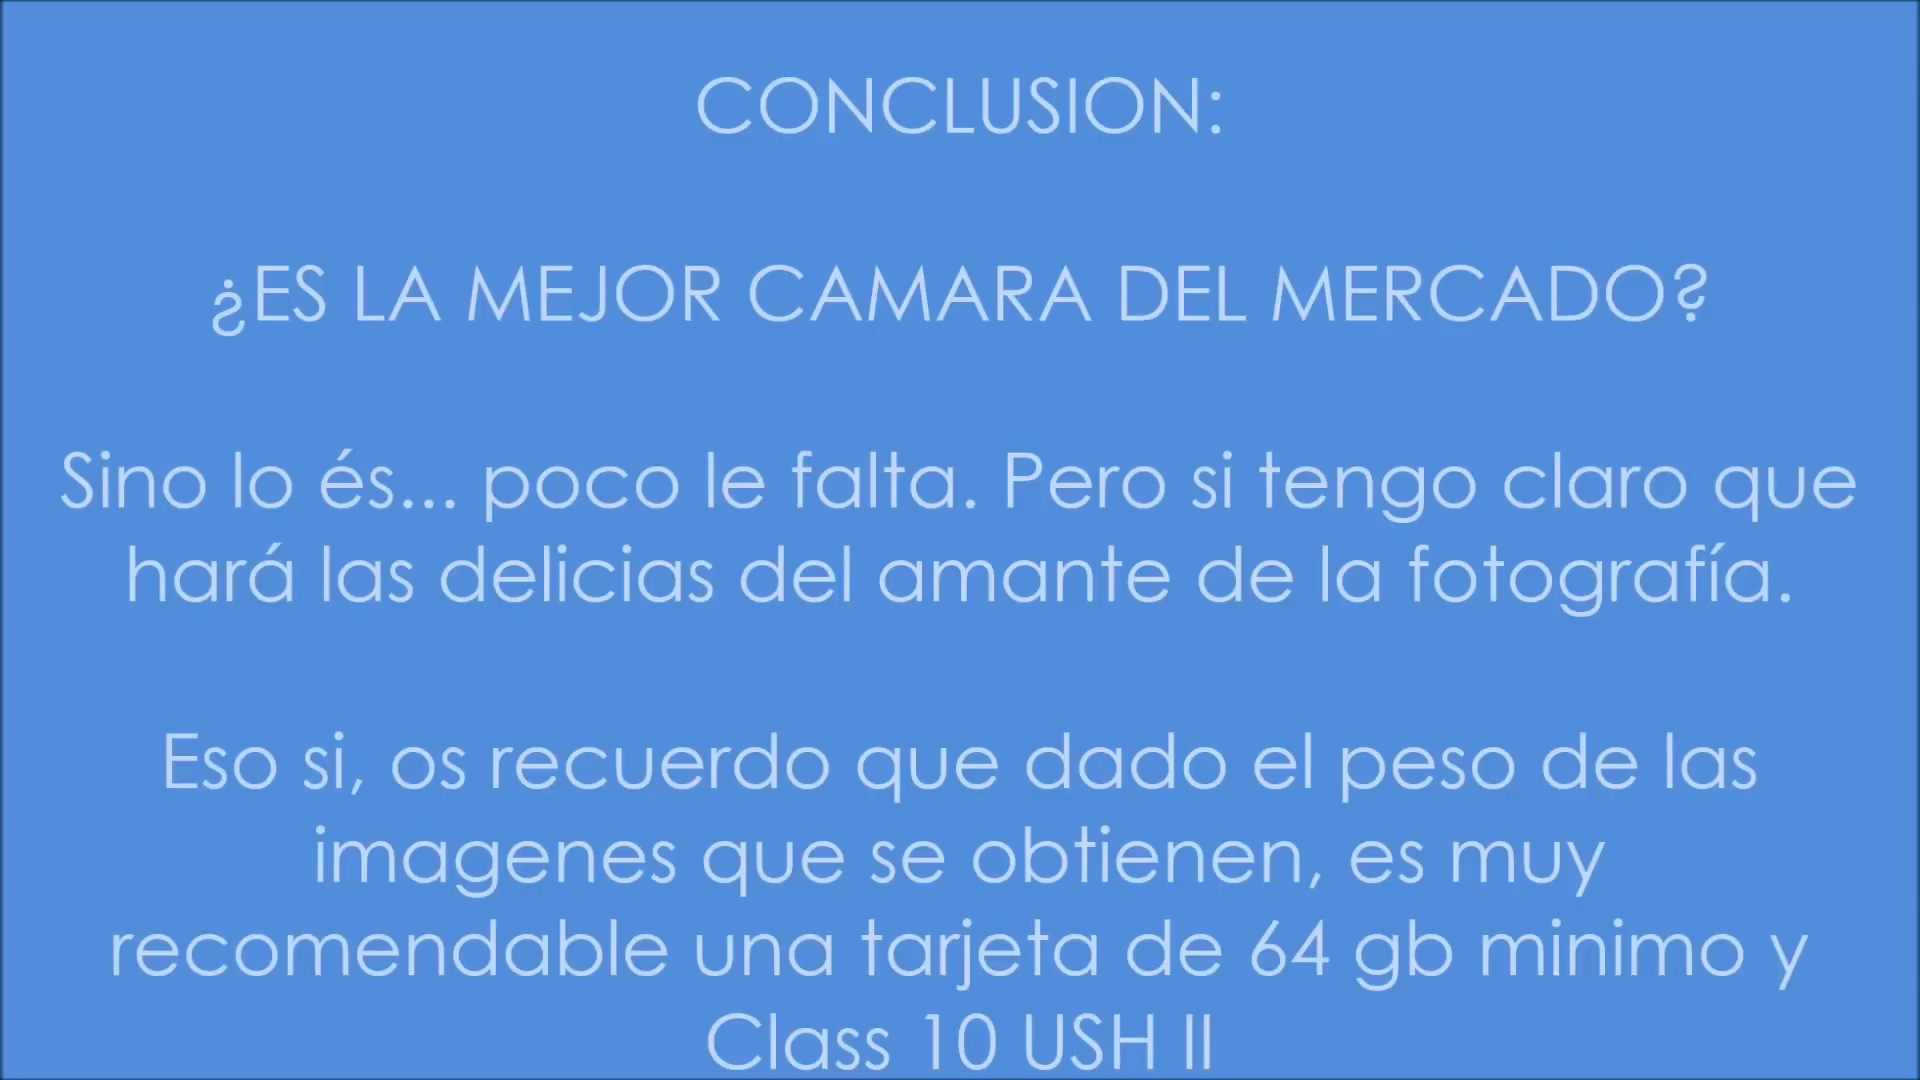 CONCLUSION:
¿ES LA MEJOR CAMARA DEL MERCADO?
Sino lo és... poco le falta. Pero si tengo claro que
hará las delicias del amante de la fotografía.
Eso si, os recuerdo que dado el peso de las
imagenes que se obtienen, es muy
recomendable una tarjeta de 64 gb minimo y
Class 10 USH II